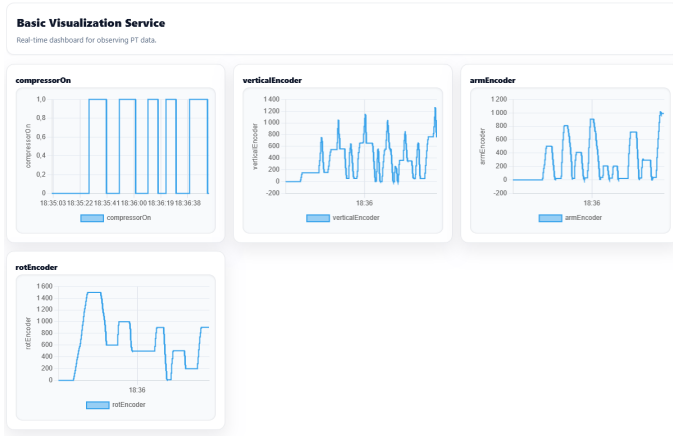 Basic Visualization Service
Real-time dashboard for observing PT data.
compressorOn
compressorOn
1,0
0,8
0,6
0,4
0,2
0
18:35:03 18:35:22 18:35:41 18:36:00 18:36:19 18:36:38
compressorOn
verticalEncoder
verticalEncoder
1 400
1 200
1 000
800
600
400
200
0
-200
18:36
verticalEncoder
armEncoder
armEncoder
1 200
1 000
800
600
400
200
0
-200
18:36
armEncoder
rotEncoder
rotEncoder
1 600
1 400
1 200
1 000
800
600
400
200
0
18:36
rotEncoder